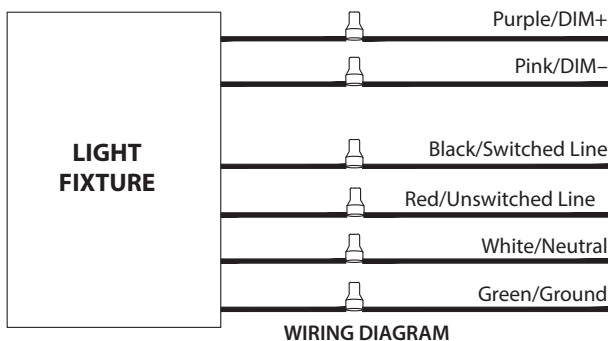 Purple/DIM+
Pink/DIM–
LIGHT
FIXTURE
Black/Switched Line
Red/Unswitched Line
White/Neutral
Green/Ground
WIRING DIAGRAM